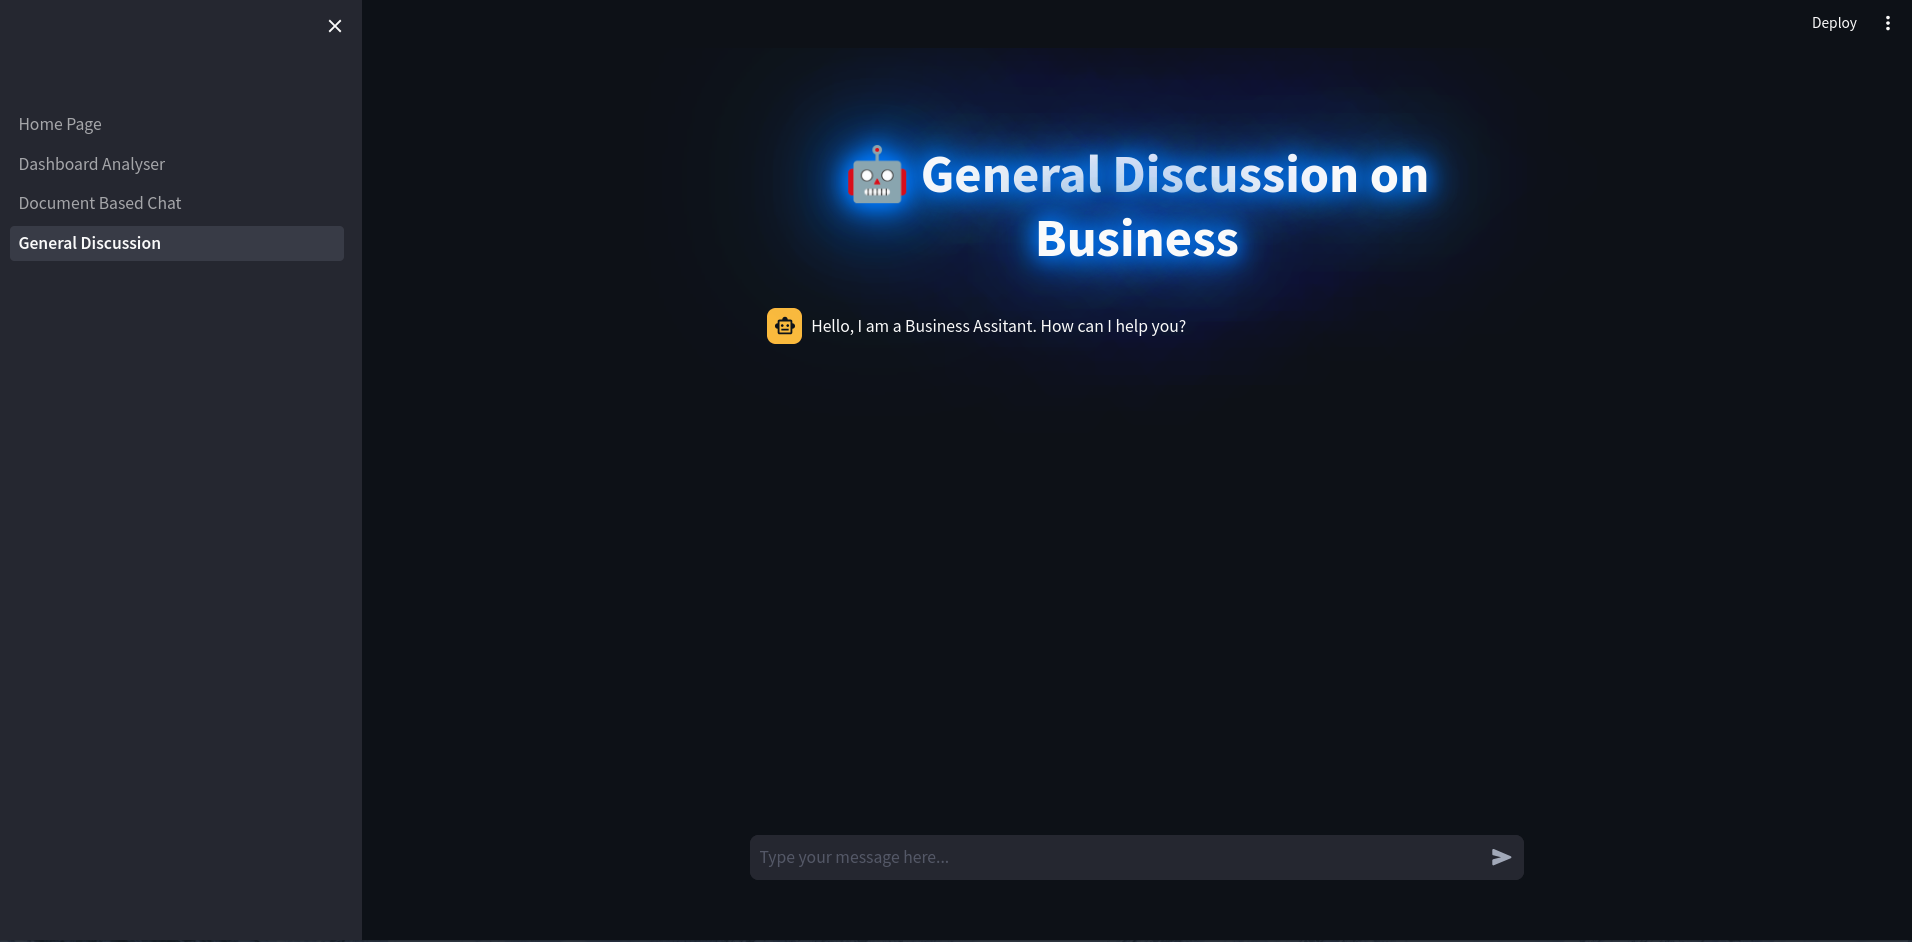 Deploy
Home Page
Dashboard Analyser
Document Based Chat
General Discussion
General Discussion on
Business
Hello, I am a Business Assitant. How can I help you?
Type your message here...